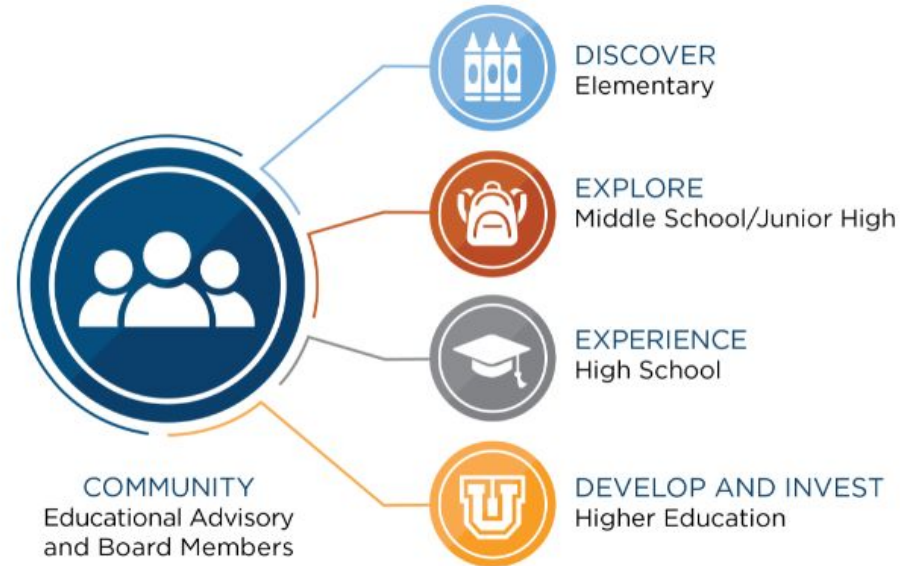 DISCOVER
Elementary
EXPLORE
Middle School/Junior High
EXPERIENCE
High School
U
DEVELOP AND INVEST
Higher Education
COMMUNITY
Educational Advisory
and Board Members